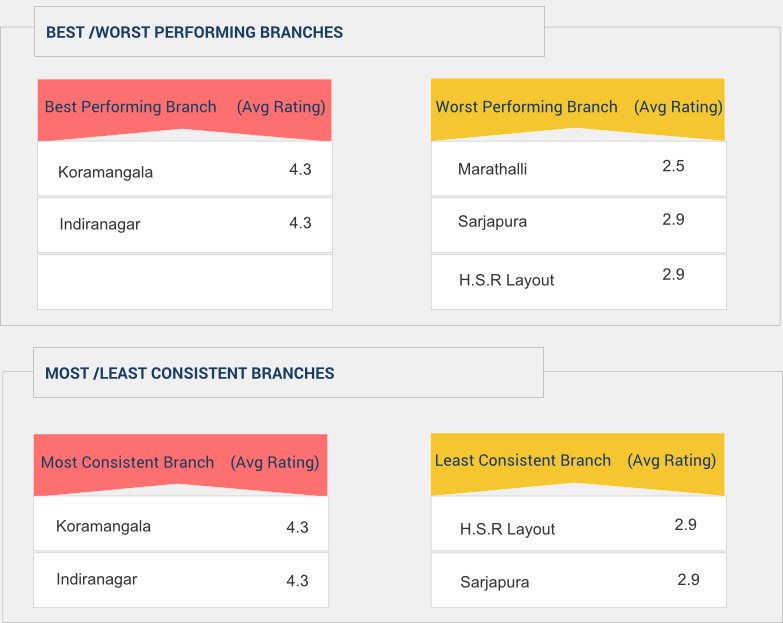 BEST /WORST PERFORMING BRANCHES
Best Performing Branch (Avg Rating)
Koramangala 4.3
Indiranagar 4.3
Worst Performing Branch (Avg Rating)
Marathalli 2.5
Sarjapura 2.9
H.S.R Layout 2.9
MOST /LEAST CONSISTENT BRANCHES
Most Consistent Branch (Avg Rating)
Koramangala 4.3
Indiranagar 4.3
Least Consistent Branch (Avg Rating)
H.S.R Layout 2.9
Sarjapura 2.9